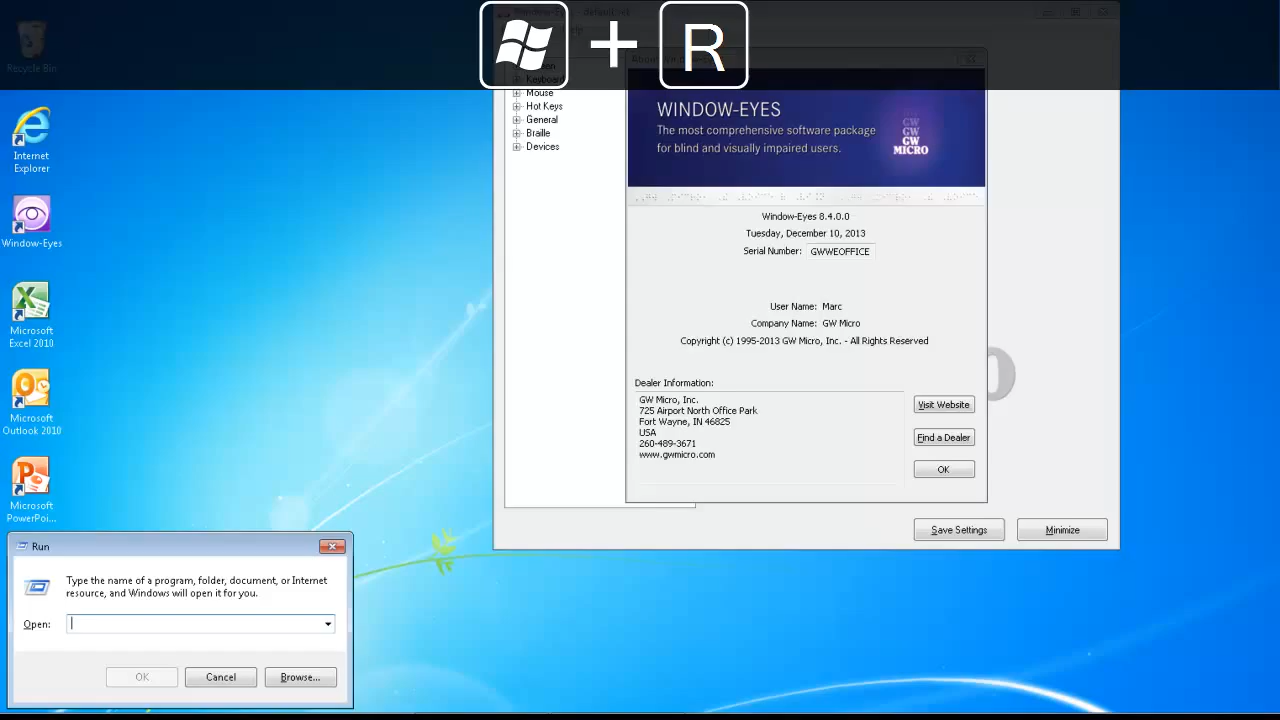 R
Recycle Bin
Internet
Explorer
Window-Eyes
Microsoft
Excel 2010
Microsoft
Outlook 2010
Microsoft
PowerPoi...
Keyboard
Mouse
Hot Keys
General
Braille
Devices
WINDOW-EYES
The most comprehensive software package
for blind and visually impaired users.
GW
GW
GW
MICRO
Window-Eyes 8.4.0.0
Tuesday, December 10, 2013
Serial Number: GWWEOFFICE
User Name: Marc
Company Name: GW Micro
Copyright (c) 1995-2013 GW Micro, Inc. - All Rights Reserved
Dealer Information:
GW Micro, Inc.
725 Airport North Office Park
Fort Wayne, IN 46825
USA
260-489-3671
www.gwmicro.com
Visit Website
Find a Dealer
OK
Save Settings
Minimize
Run
Type the name of a program, folder, document, or Internet
resource, and Windows will open it for you.
Open:
OK
Cancel
Browse...